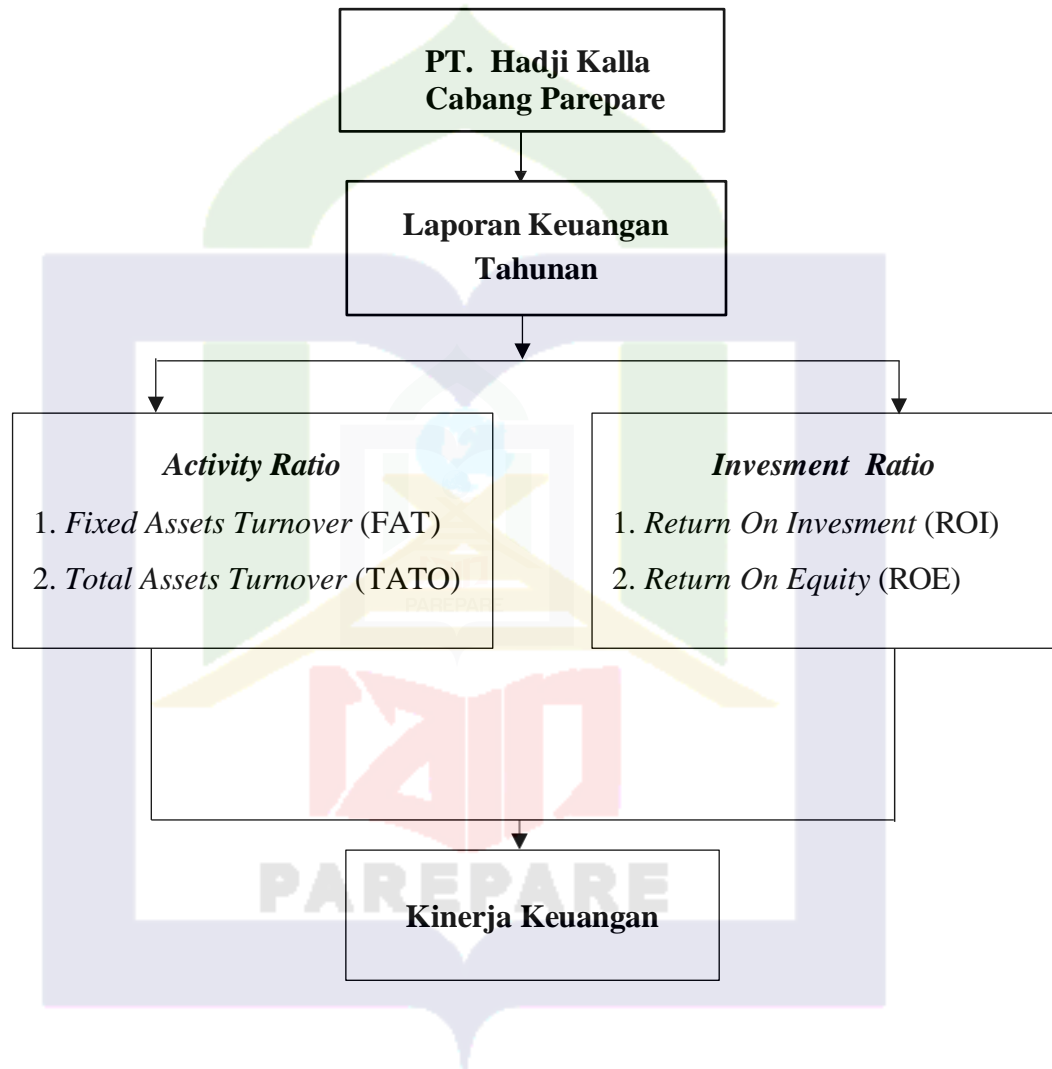 PT. Hadji Kalla
Cabang Parepare
Laporan Keuangan
Tahunan
Activity Ratio
1. Fixed Assets Turnover (FAT)
2. Total Assets Turnover (TATO)
Invesment Ratio
1. Return On Invesment (ROI)
2. Return On Equity (ROE)
PAREPARE
PAREPARE
Kinerja Keuangan